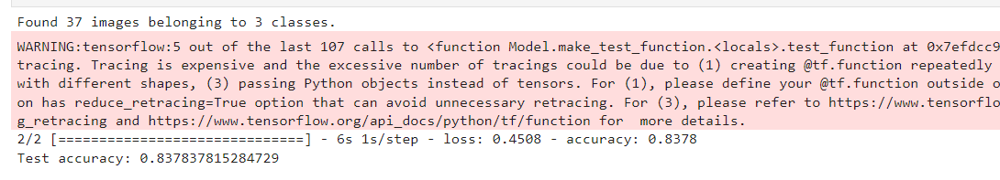 Found 37 images belonging to 3 classes.
WARNING:tensorflow:5 out of the last 107 calls to <function Model.make_test_function.<locals>.test_function at 0x7efdcc9
tracing. Tracing is expensive and the excessive number of tracings could be due to (1) creating @tf.function repeatedly
with different shapes, (3) passing Python objects instead of tensors. For (1), please define your @tf.function outside o
on has reduce_retracing=True option that can avoid unnecessary retracing. For (3), please refer to https://www.tensorflo
g_retracing and https://www.tensorflow.org/api_docs/python/tf/function for  more details.
2/2 [==============================] - 6s 1s/step - loss: 0.4508 - accuracy: 0.8378
Test accuracy: 0.837837815284729